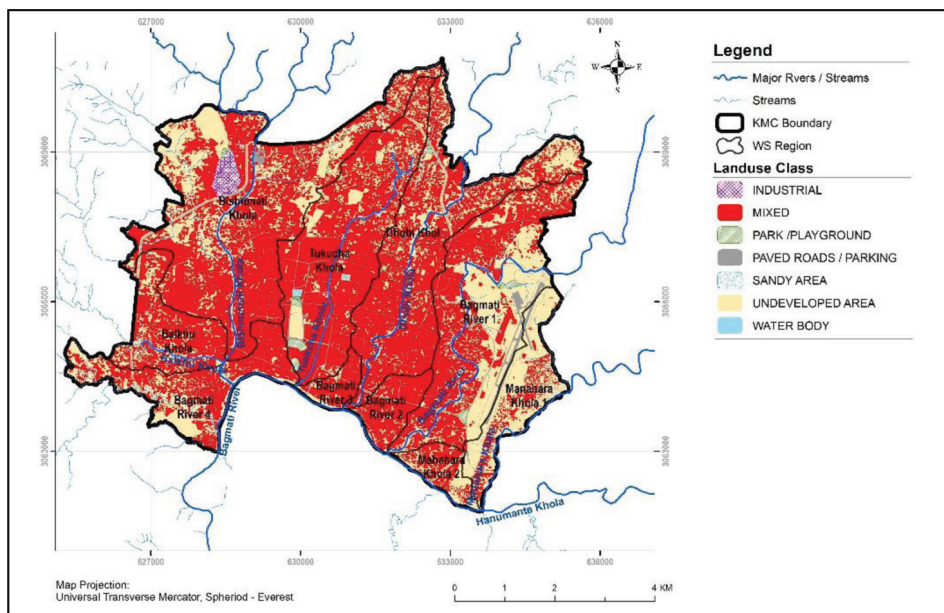 627000 630000 633000 636000
N
W E
S
3069000
3069000
Bishnumati
Khola
Dhobi Khol
Tukucha
Khola
Bagmati
River 1
Balkhu
Khola
Manahara
Khola 1
Bagmati
River 4
Bagmati River
Bagmati
River 3
Bagmati
River 2
3063000
3063000
Khola 2
Hanumante Khola
627000 630000 633000 636000
Map Projection:
Universal Transverse Mercator, Spheriod - Everest
0 1 2 4 KM
Legend
Major Rvers / Streams
Streams
KMC Boundary
WS Region
Landuse Class
INDUSTRIAL
MIXED
PARK /PLAYGROUND
PAVED ROADS / PARKING
SANDY AREA
UNDEVELOPED AREA
WATER BODY